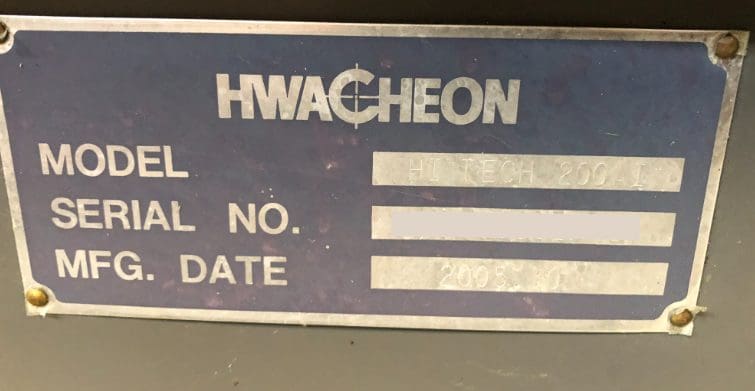 HWACHEON
MODEL HI TECH 200 I
SERIAL NO.
MFG. DATE